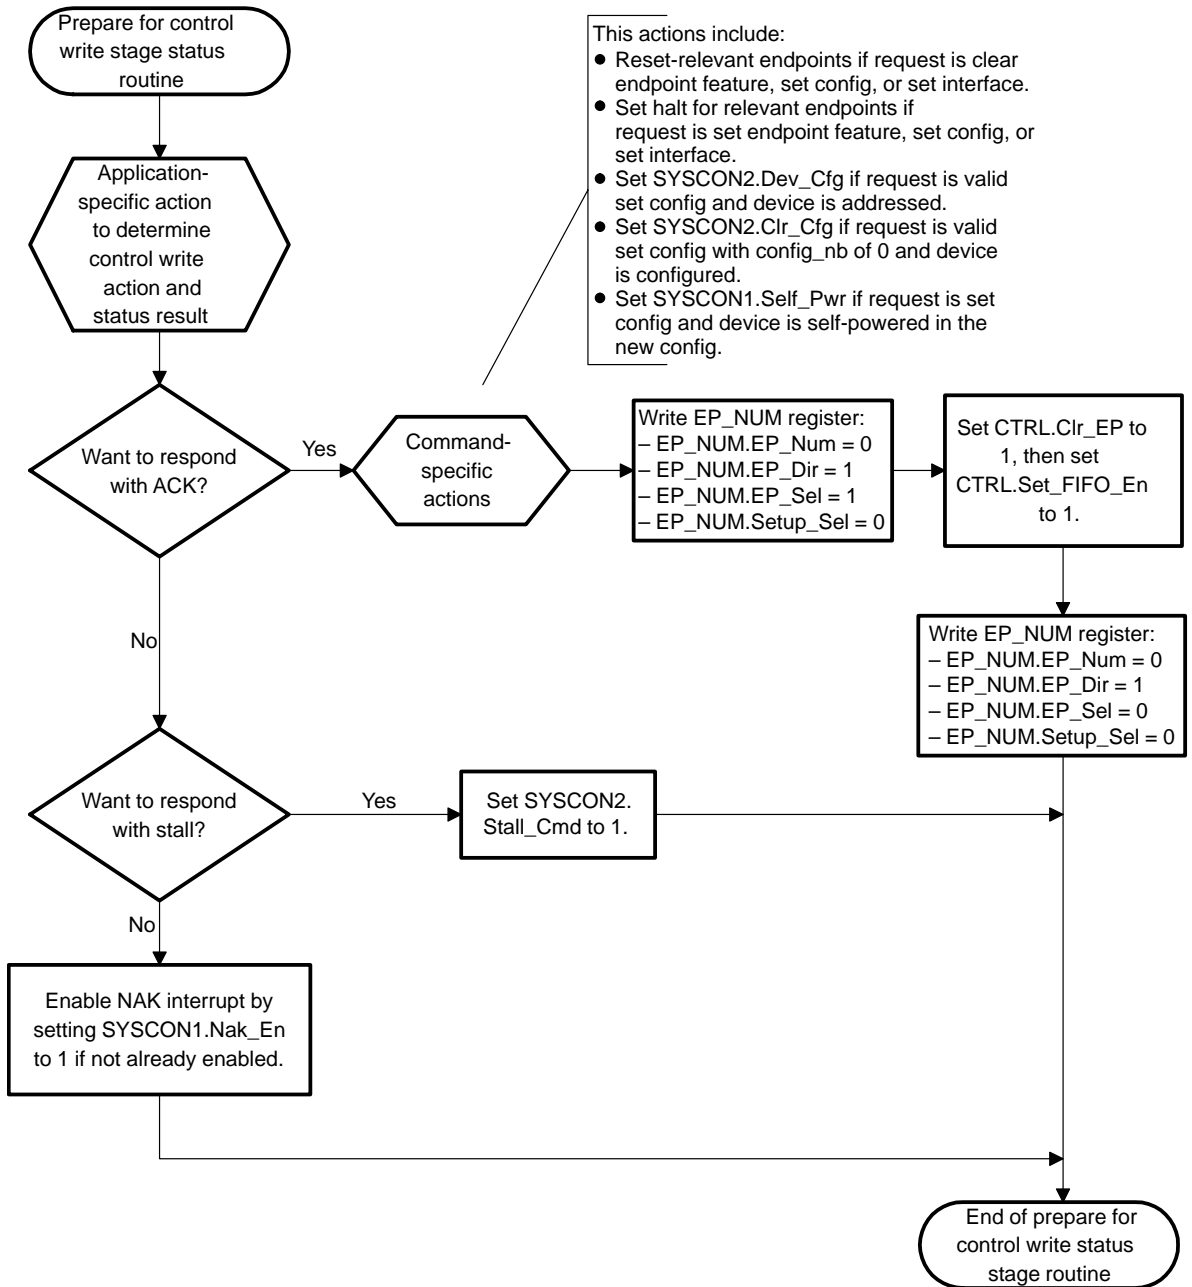 Prepare for control
write stage status
routine
This actions include:
● Reset-relevant endpoints if request is clear
endpoint feature, set config, or set interface.
● Set halt for relevant endpoints if
request is set endpoint feature, set config, or
set interface.
● Set SYSCON2.Dev_Cfg if request is valid
set config and device is addressed.
● Set SYSCON2.Clr_Cfg if request is valid
set config with config_nb of 0 and device
is configured.
● Set SYSCON1.Self_Pwr if request is set
config and device is self-powered in the
new config.
Application-
specific action
to determine
control write
action and
status result
Want to respond
with ACK?
Yes
Command-
specific
actions
Write EP_NUM register:
– EP_NUM.EP_Num = 0
– EP_NUM.EP_Dir = 1
– EP_NUM.EP_Sel = 1
– EP_NUM.Setup_Sel = 0
Set CTRL.Clr_EP to
1, then set
CTRL.Set_FIFO_En
to 1.
No
Write EP_NUM register:
– EP_NUM.EP_Num = 0
– EP_NUM.EP_Dir = 1
– EP_NUM.EP_Sel = 0
– EP_NUM.Setup_Sel = 0
Want to respond
with stall?
Yes
Set SYSCON2.
Stall_Cmd to 1.
No
Enable NAK interrupt by
setting SYSCON1.Nak_En
to 1 if not already enabled.
End of prepare for
control write status
stage routine